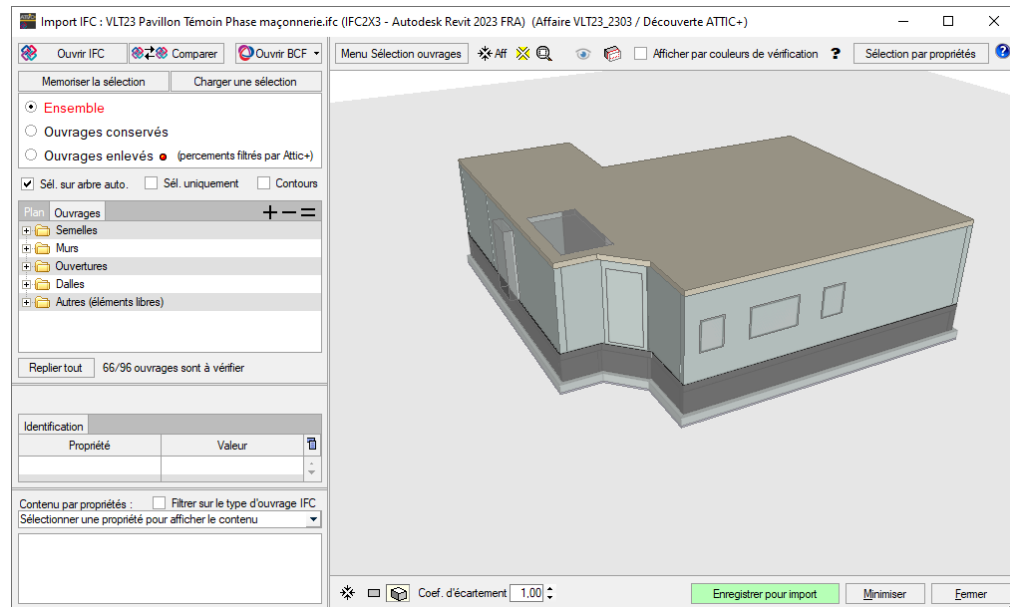 Import IFC : VLT23 Pavillon Témoin Phase maçonnerie.ifc (IFC2X3 - Autodesk Revit 2023 FRA) (Affaire VLT23_2303 / Découverte ATTIC+)
Ouvrir IFC Comparer Ouvrir BCF Menu Sélection ouvrages Aff Afficher par couleurs de vérification ? Sélection par propriétés ?
Memoriser la sélection Charger une sélection
Ensemble
Ouvrages conservés
Ouvrages enlevés (percements filtrés par Attic+)
Sél. sur arbre auto. Sél. uniquement Contours
Plan Ouvrages
Semelles
Murs
Ouvertures
Dalles
Autres (éléments libres)
Replier tout 66/96 ouvrages sont à vérifier
Identification
Propriété Valeur
Contenu par propriétés : Filtrer sur le type d'ouvrage IFC
Sélectionner une propriété pour afficher le contenu
Coef. d'écartement 1,00 Enregistrer pour import Minimiser Fermer